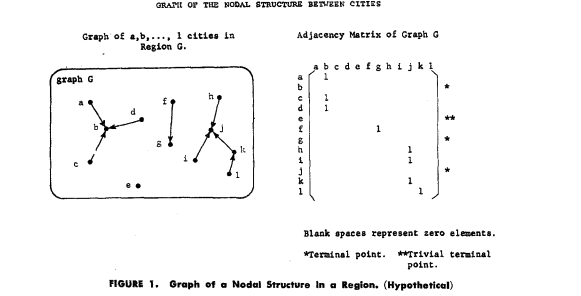 GRAPH OF THE NODAL STRUCTURE BETWEEN CITIES
Graph of a,b,..., l cities in
Region G.
graph G
a
b
c
d
e
f
g
h
i
j
k
l
Adjacency Matrix of Graph G
a b c d e f g h i j k l
a 1
b *
c 1
d 1
e **
f 1
g *
h 1
i 1
j *
k 1
l 1
Blank spaces represent zero elements.
*Terminal point. **Trivial terminal
point.
FIGURE 1. Graph of a Nodal Structure in a Region. (Hypothetical)